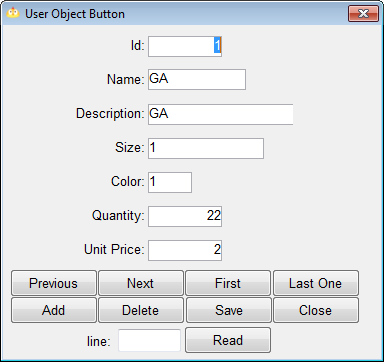 User Object Button
Id: 1
Name: GA
Description: GA
Size: 1
Color: 1
Quantity: 22
Unit Price: 2
Previous Next First Last One
Add Delete Save Close
line: Read